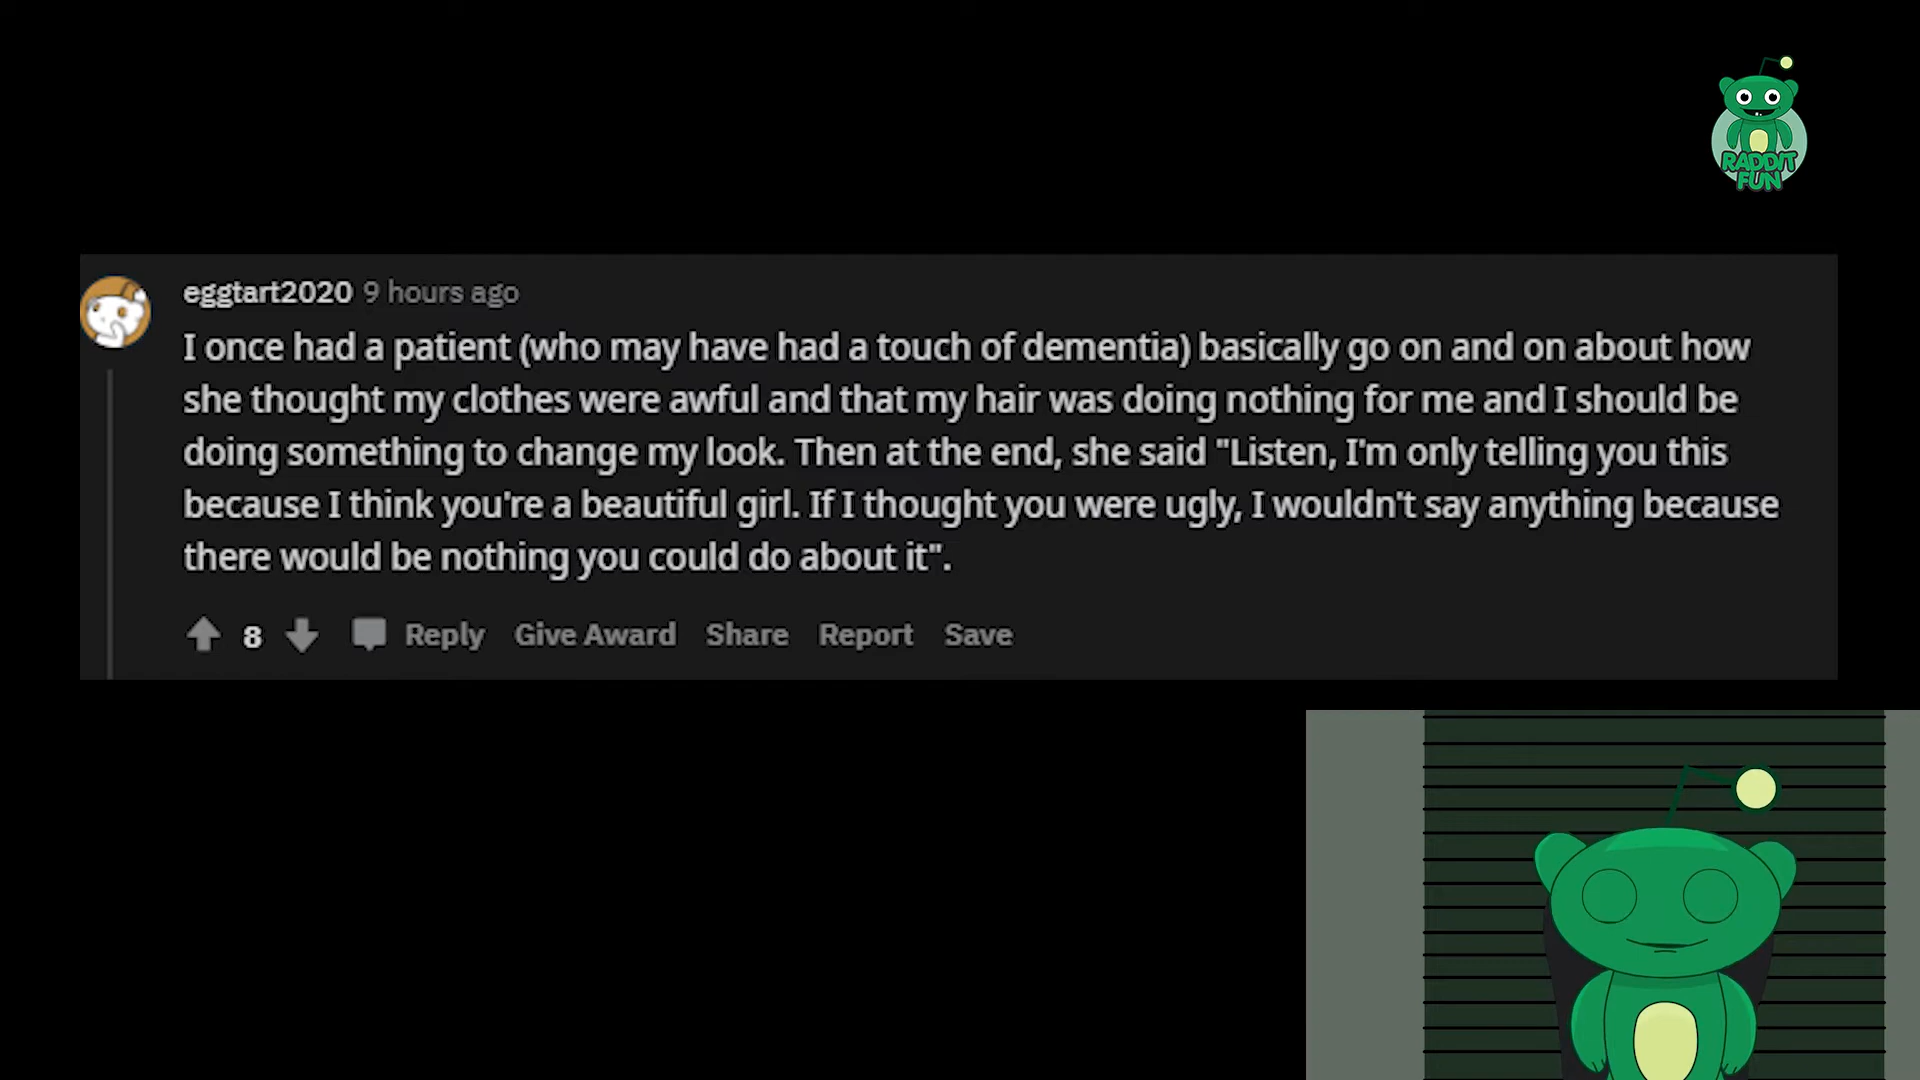 RADDIT
FUN
eggtart2020 9 hours ago
I once had a patient (who may have had a touch of dementia) basically go on and on about how
she thought my clothes were awful and that my hair was doing nothing for me and I should be
doing something to change my look. Then at the end, she said "Listen, I'm only telling you this
because I think you're a beautiful girl. If I thought you were ugly, I wouldn't say anything because
there would be nothing you could do about it".
8 Reply Give Award Share Report Save